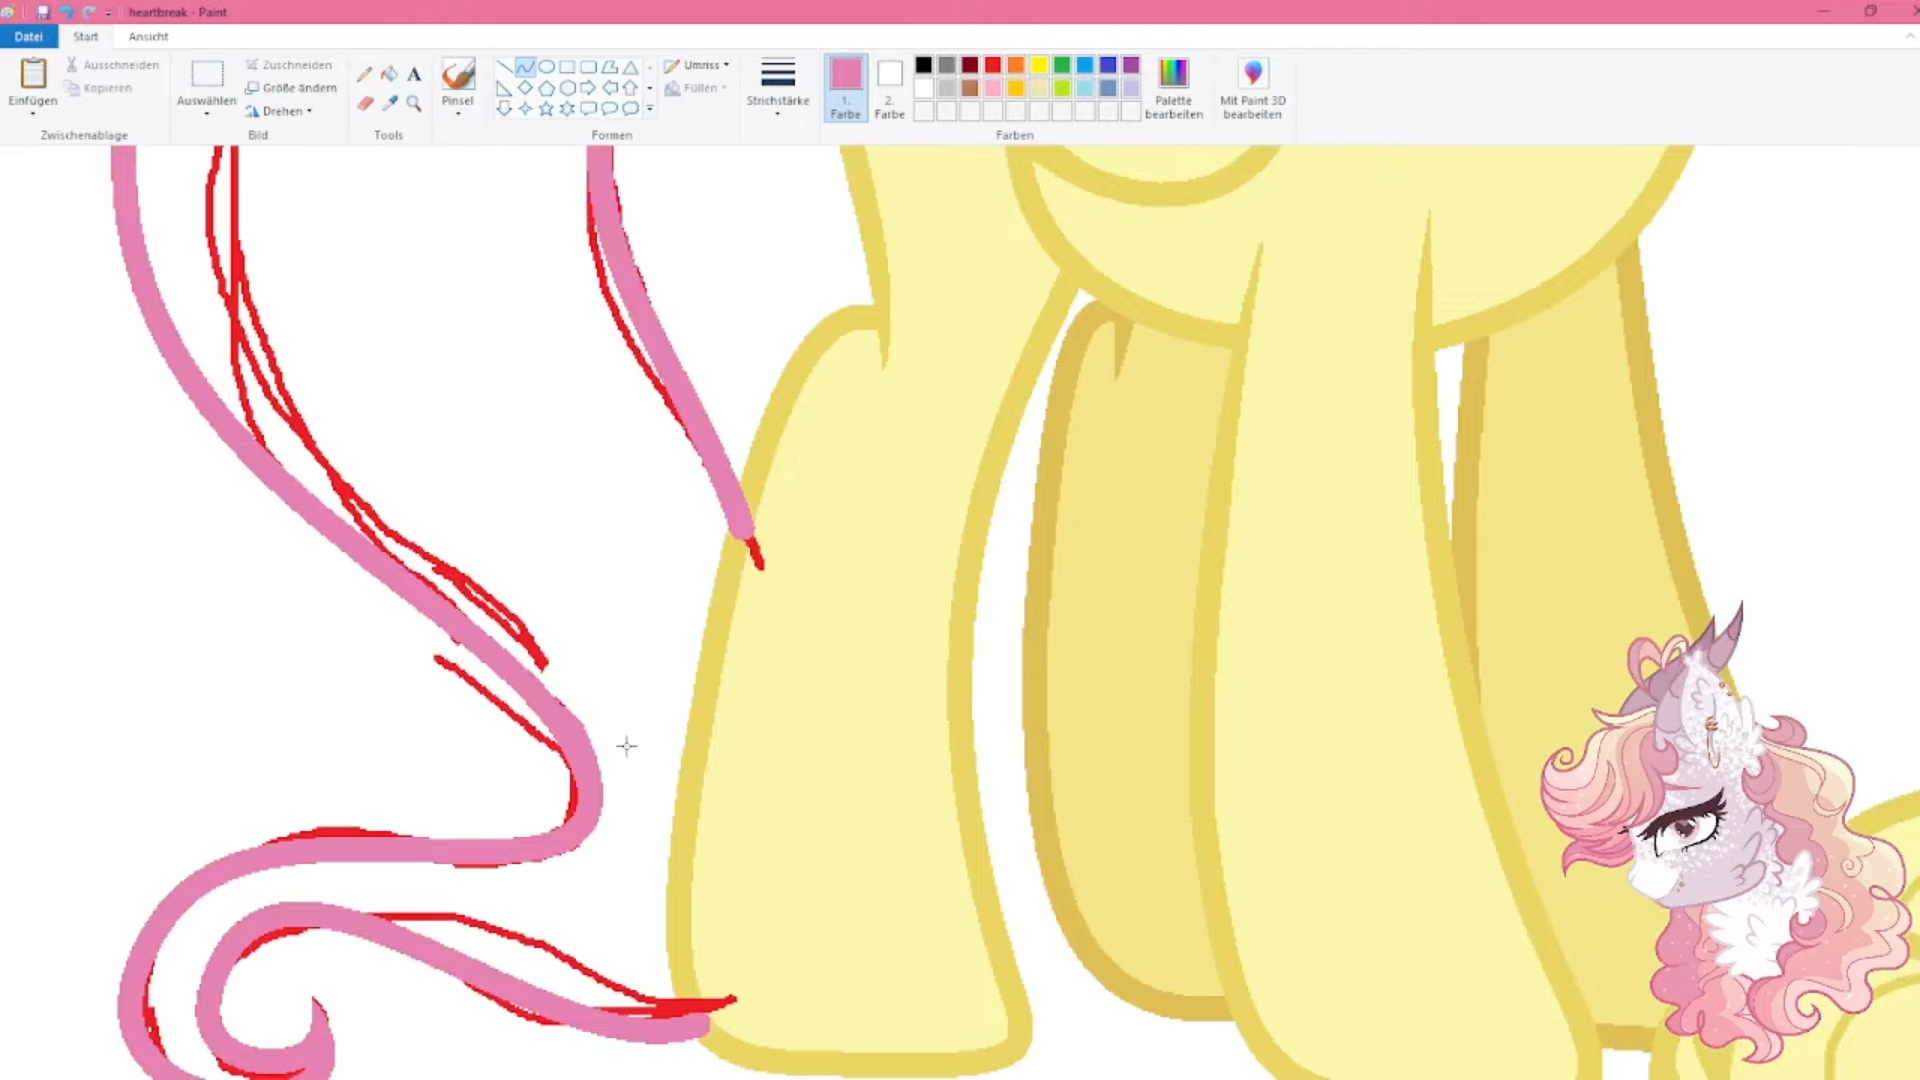 heartbreak - Paint
Datei Start Ansicht
Einfügen
Ausschneiden
Kopieren
Zwischenablage
Auswählen
Zuschneiden
Größe ändern
Drehen
Bild
A
Tools
Pinsel
Umriss
Füllen
Formen
Strichstärke
1. Farbe
2. Farbe
Palette bearbeiten
Farben
Mit Paint 3D bearbeiten